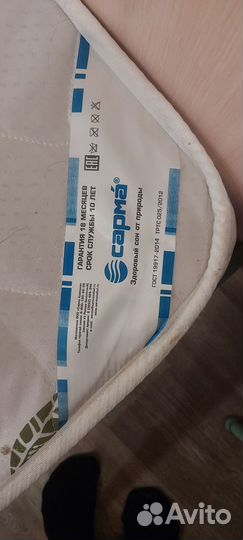 EAC
ГАРАНТИЯ 18 МЕСЯЦЕВ
СРОК СЛУЖБЫ 10 ЛЕТ
сарма®
Здоровый сон от природы
ГОСТ 19917-2014 ТР ТС 025/2012
Avito